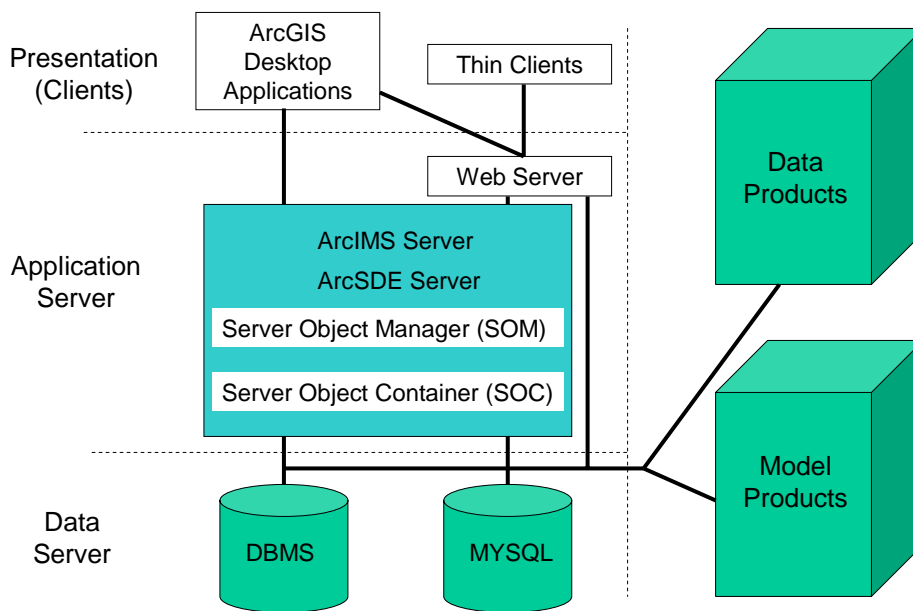 Presentation
(Clients)
ArcGIS
Desktop
Applications
Thin Clients
Web Server
Application
Server
ArcIMS Server
ArcSDE Server
Server Object Manager (SOM)
Server Object Container (SOC)
Data
Server
DBMS
MYSQL
Data
Products
Model
Products